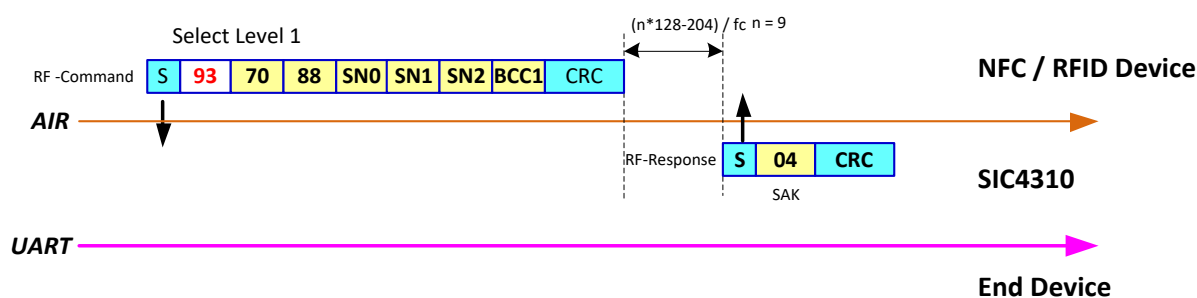 (n*128-204) / fc n = 9
Select Level 1
RF -Command S 93 70 88 SN0 SN1 SN2 BCC1 CRC
NFC / RFID Device
AIR
RF-Response S 04 CRC
SAK
SIC4310
UART
End Device